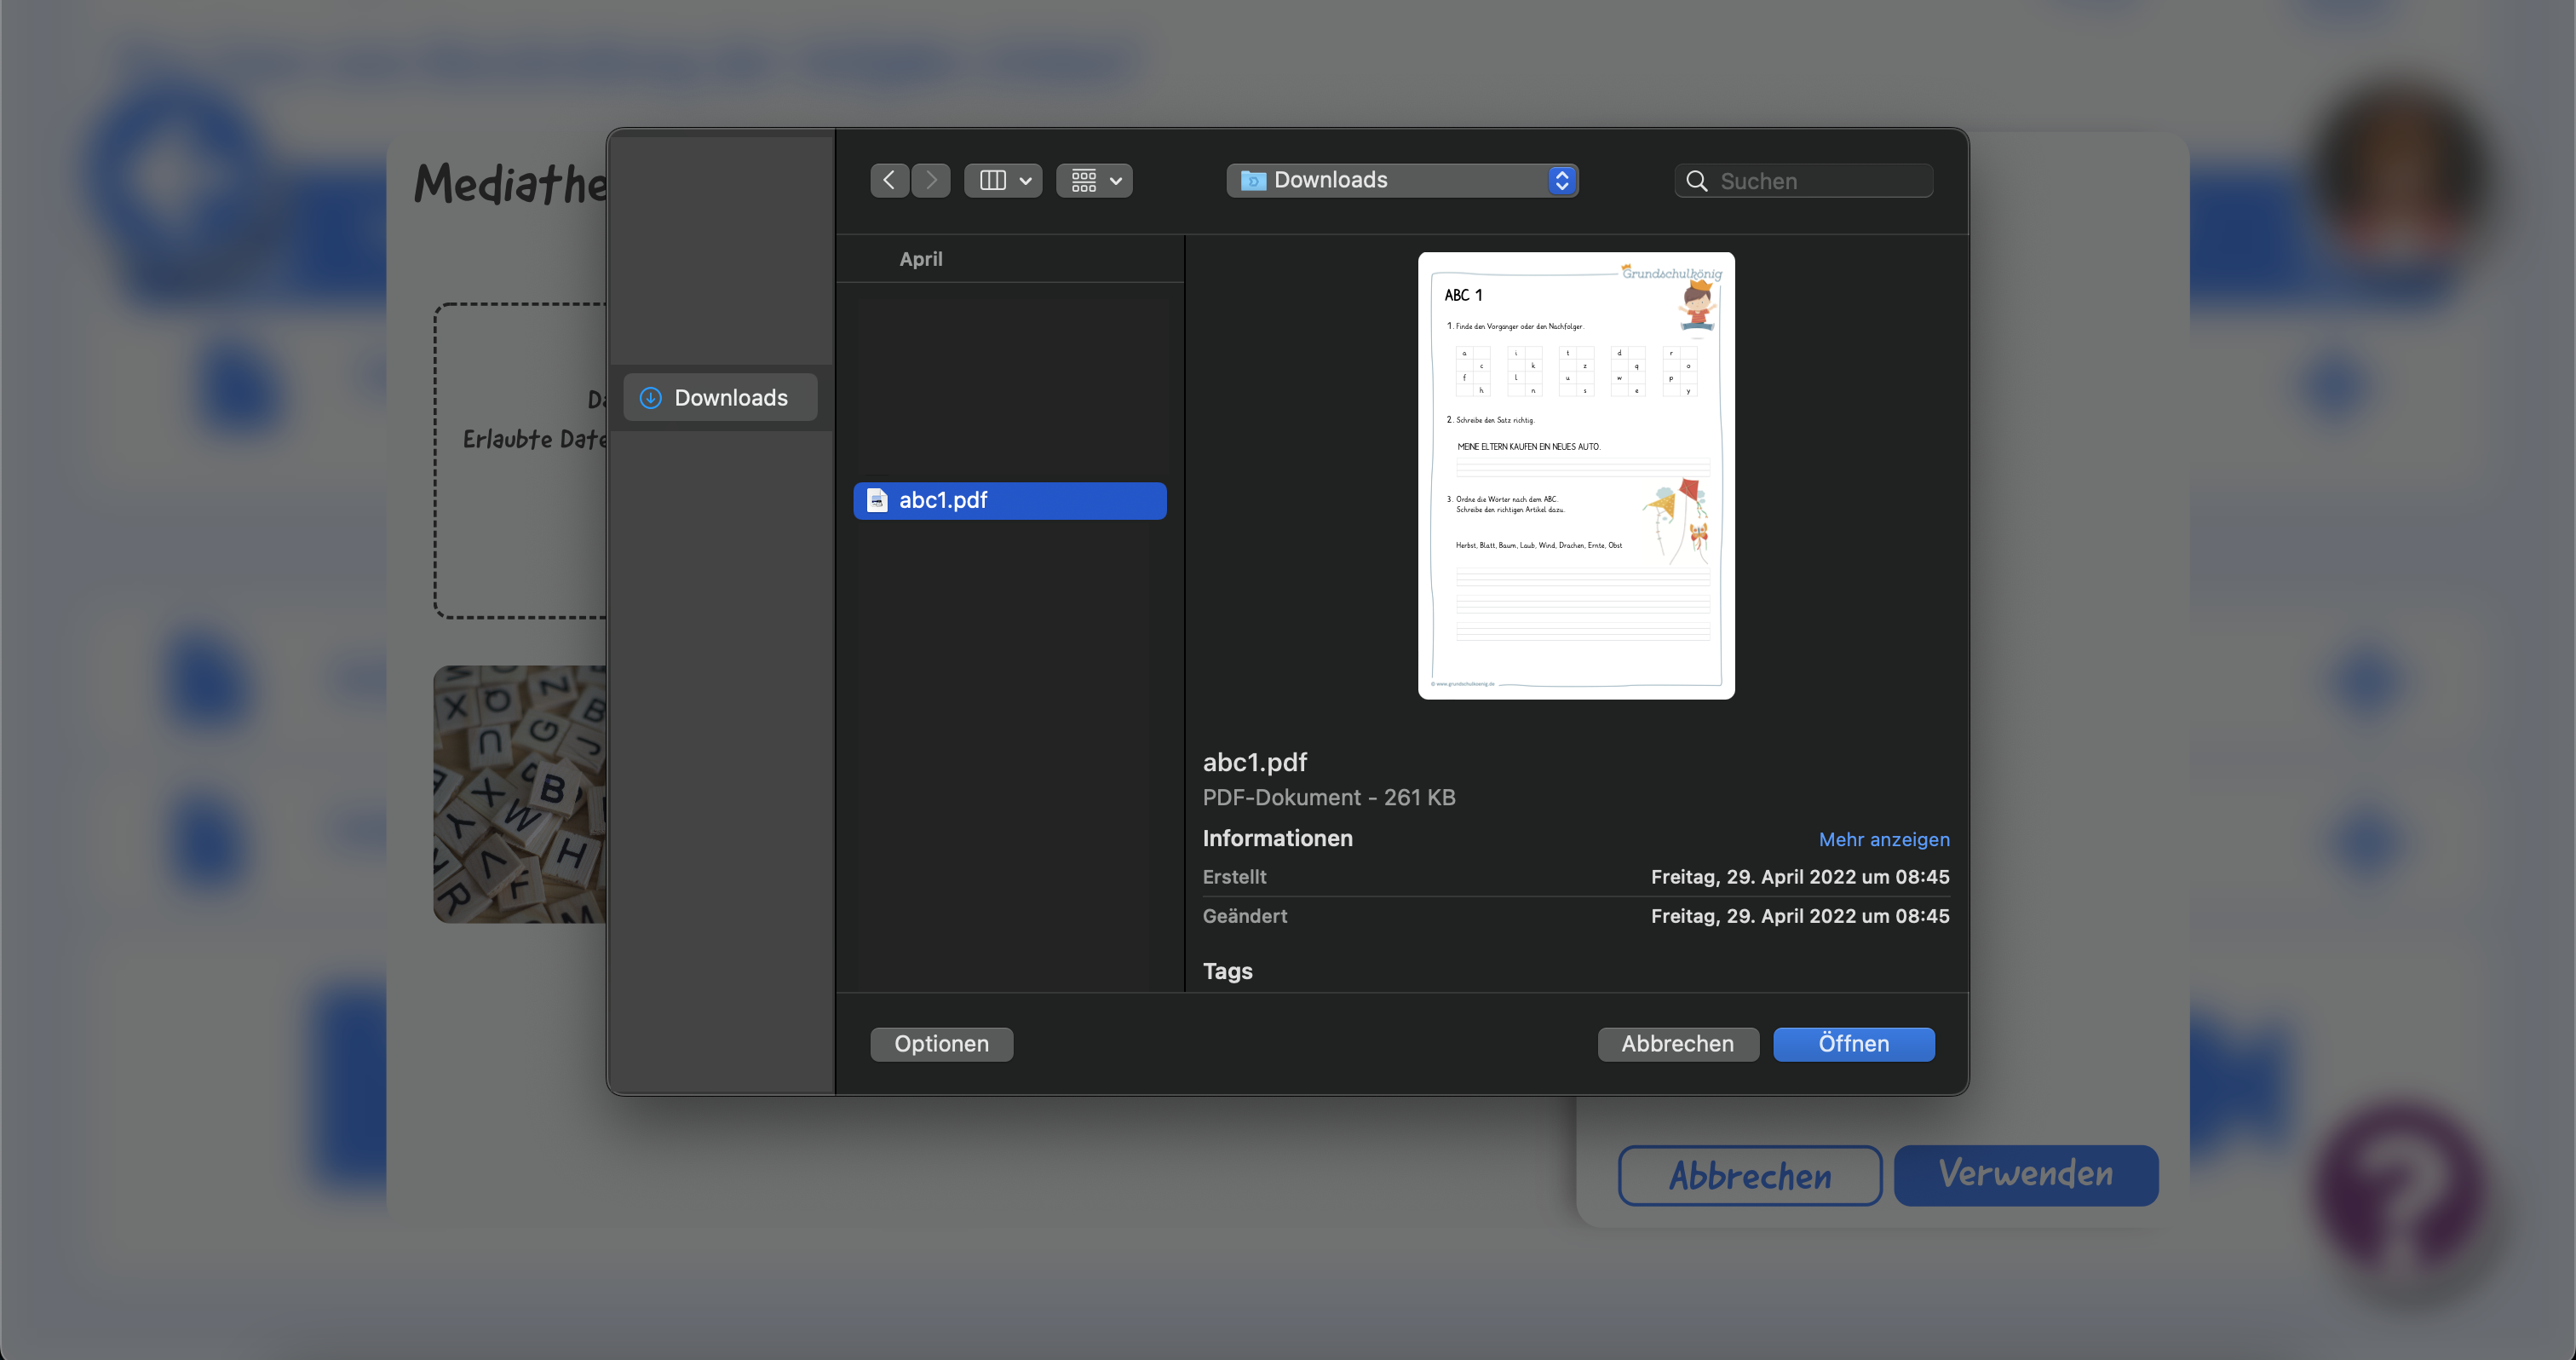 Mediathe
Da
Erlaubte Date
Downloads
Downloads
Suchen
April
abc1.pdf
Grundschulkönig
ABC 1
1. Finde den Vorgänger oder den Nachfolger.
a i t d r
c k z q o
f l u w p
h n s e y
2. Schreibe den Satz richtig.
MEINE ELTERN KAUFEN EIN NEUES AUTO.
3. Ordne die Wörter nach dem ABC.
Schreibe den richtigen Artikel dazu.
Herbst, Blatt, Baum, Laub, Wind, Drachen, Ernte, Obst
© www.grundschulkoenig.de
abc1.pdf
PDF-Dokument - 261 KB
Informationen
Mehr anzeigen
Erstellt
Freitag, 29. April 2022 um 08:45
Geändert
Freitag, 29. April 2022 um 08:45
Tags
Optionen
Abbrechen
Öffnen
Abbrechen
Verwenden
?